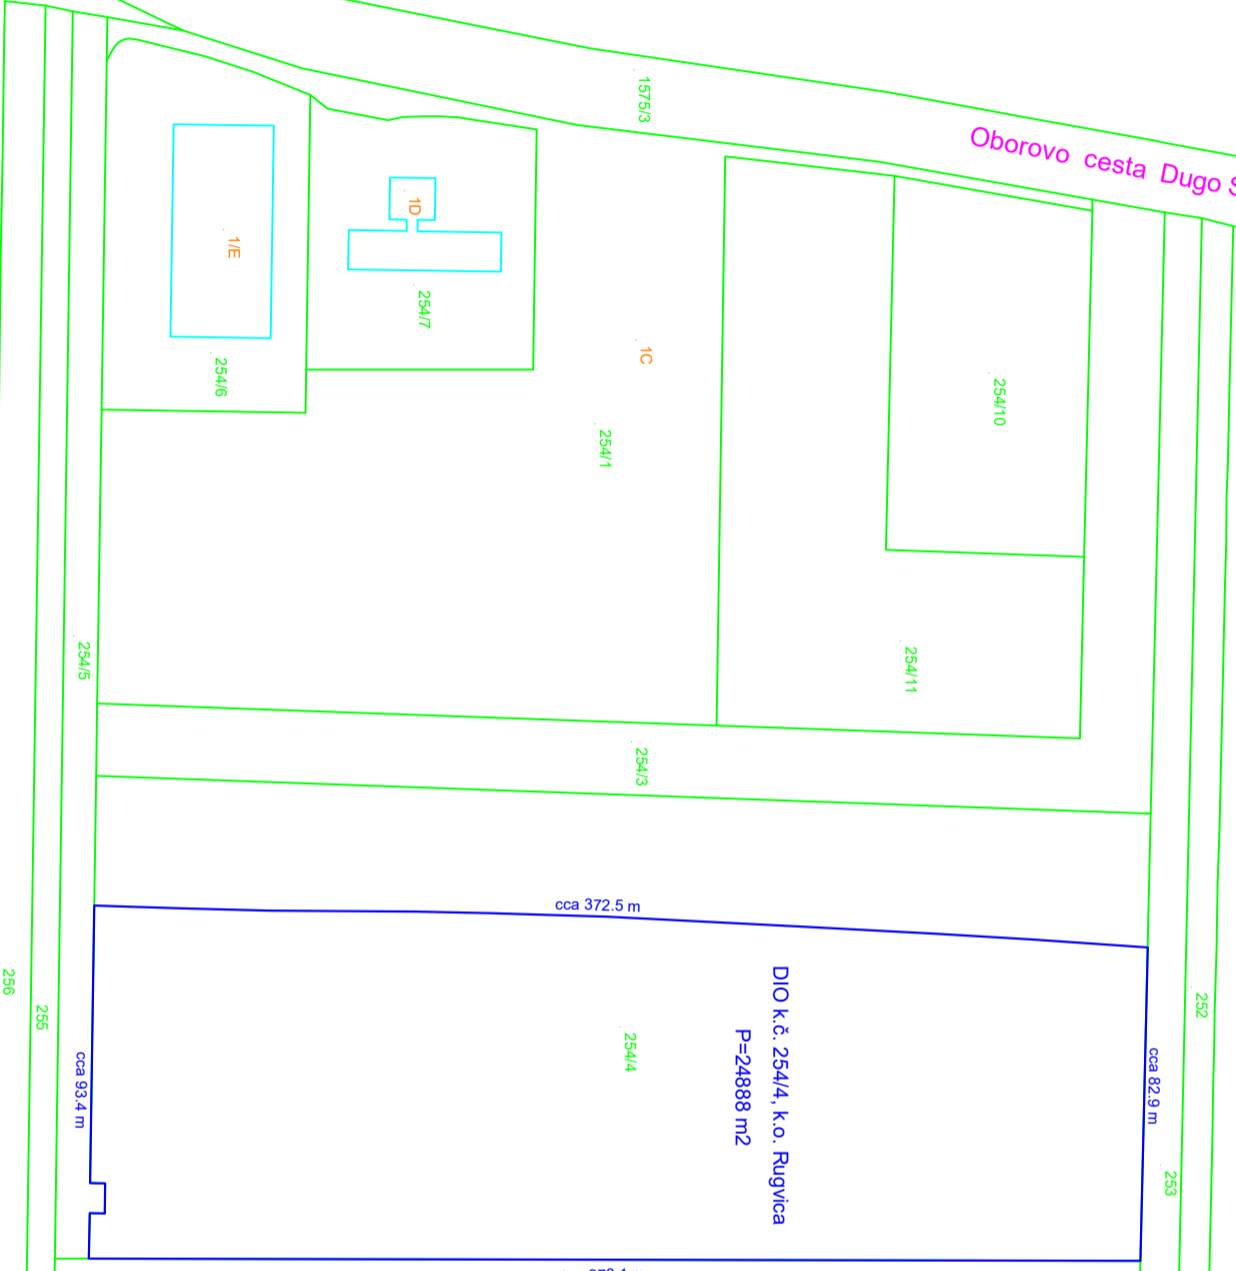 1575/3
Oborovo cesta Dugo
1D
1/E
254/7
1C
254/6
254/10
254/1
254/5
254/11
254/3
cca 372.5 m
DIO k.č. 254/4, k.o. Rugvica
P=24888 m2
254/4
256
255
252
cca 93.4 m
cca 82.9 m
253